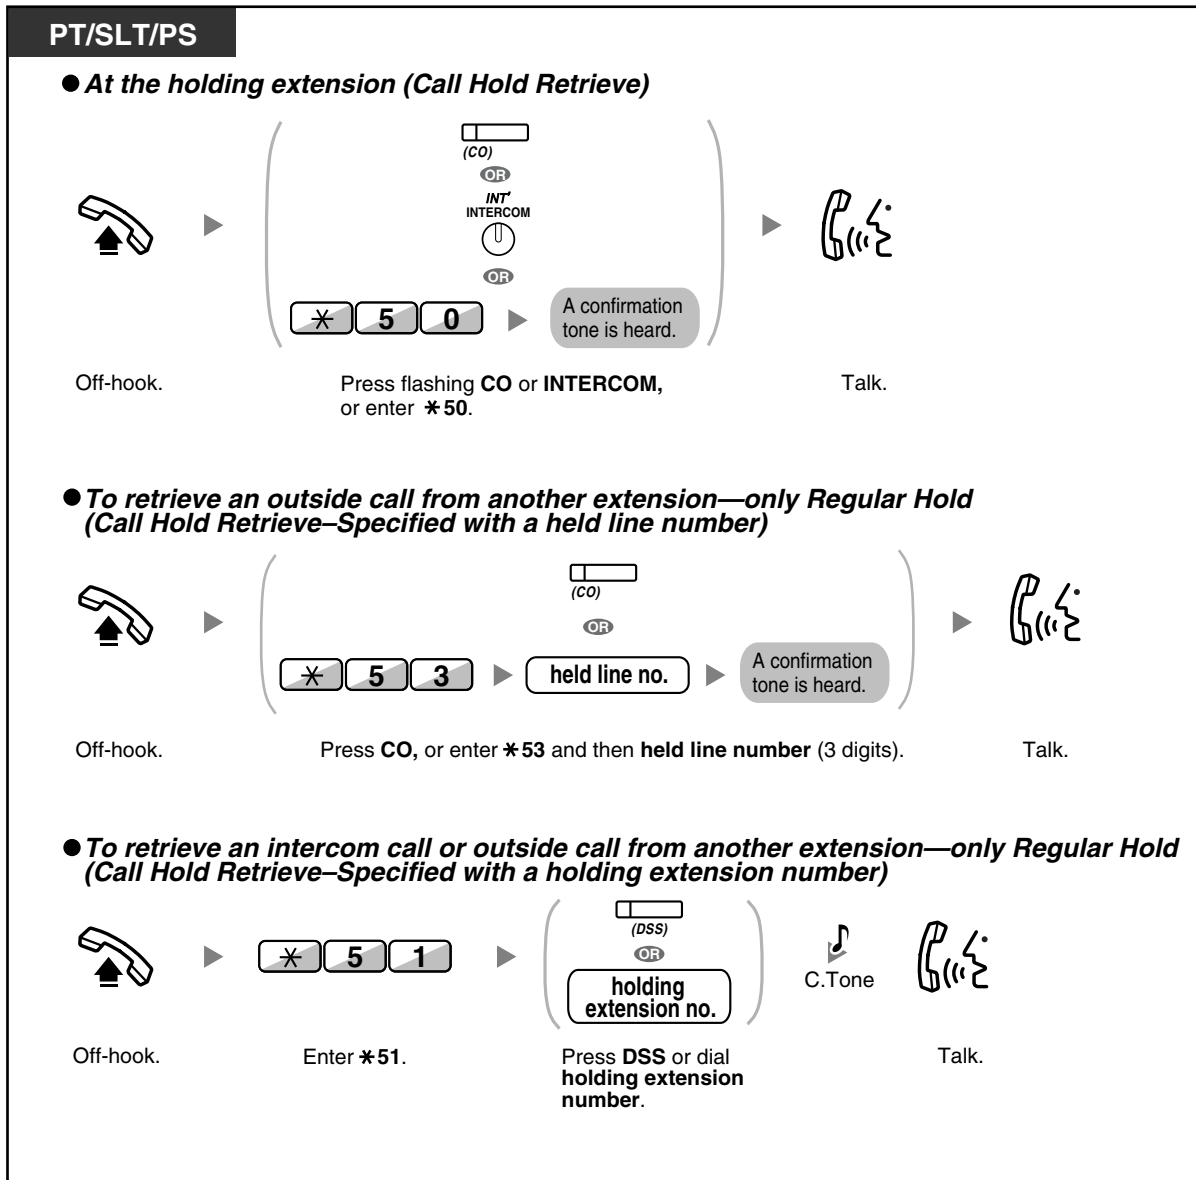 PT/SLT/PS
● At the holding extension (Call Hold Retrieve)
(CO)
OR
INT'
INTERCOM
OR
✳ 5 0
A confirmation
tone is heard.
Off-hook.
Press flashing CO or INTERCOM,
or enter ✳50.
Talk.
● To retrieve an outside call from another extension—only Regular Hold
(Call Hold Retrieve–Specified with a held line number)
(CO)
OR
✳ 5 3
held line no.
A confirmation
tone is heard.
Off-hook.
Press CO, or enter ✳53 and then held line number (3 digits).
Talk.
● To retrieve an intercom call or outside call from another extension—only Regular Hold
(Call Hold Retrieve–Specified with a holding extension number)
✳ 5 1
(DSS)
OR
holding
extension no.
C.Tone
Off-hook.
Enter ✳51.
Press DSS or dial
holding extension
number.
Talk.